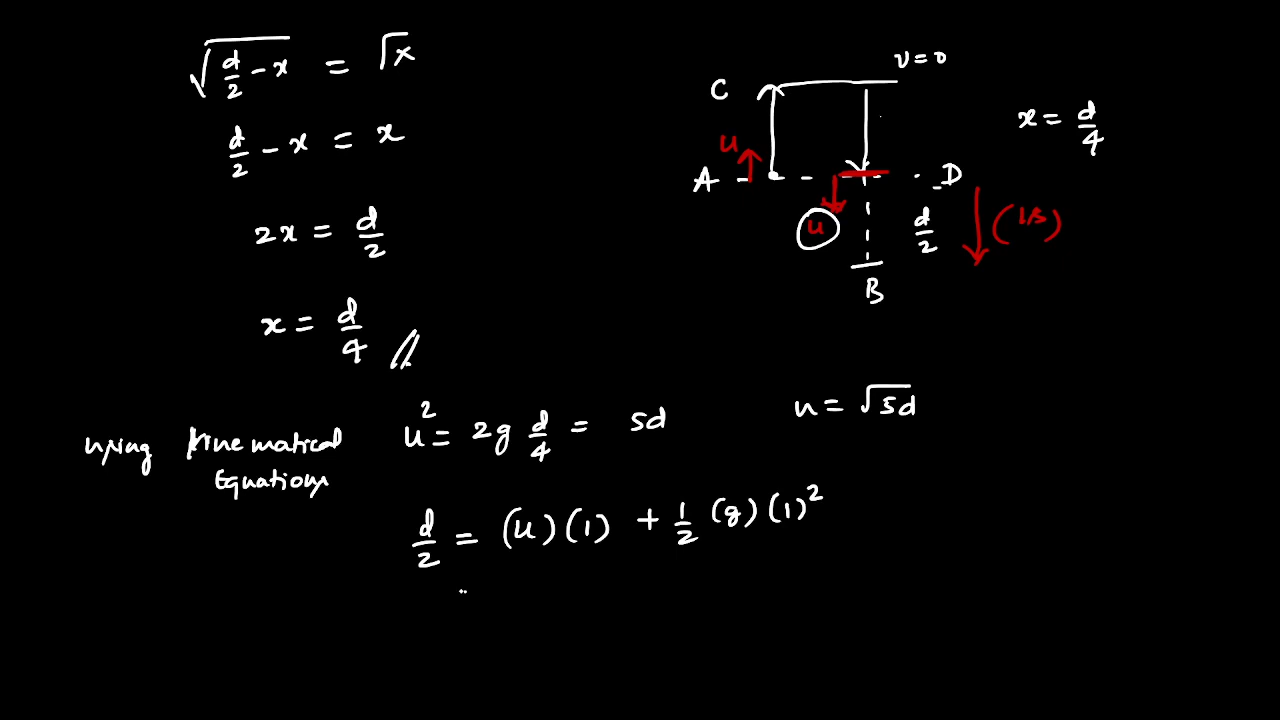 √(d/2 - x) = √x
d/2 - x = x
2x = d/2
x = d/4 //
C
v = 0
x = d/4
u
A
D
u
d/2
(1s)
B
using kinematical Equations
u² = 2g d/4 = 5d
u = √5d
d/2 = (u)(1) + 1/2 (g)(1)²